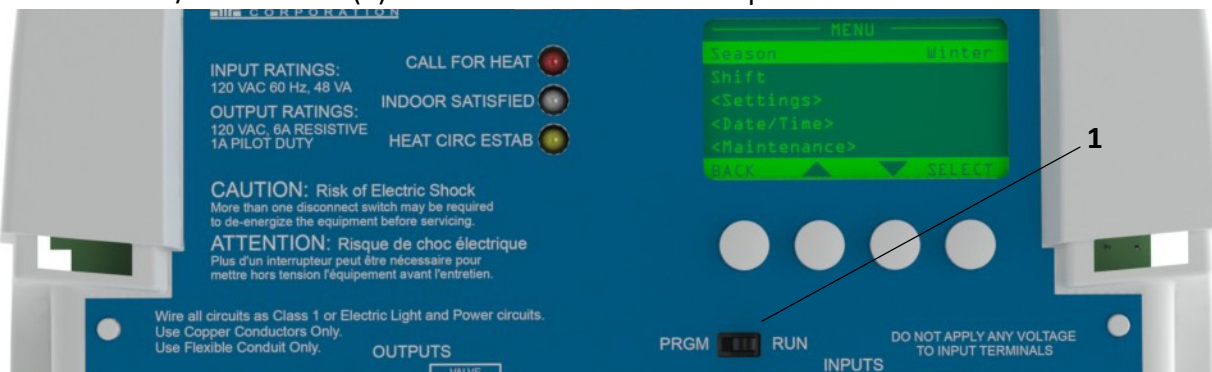 CORPORATION
INPUT RATINGS:
120 VAC 60 Hz, 48 VA
OUTPUT RATINGS:
120 VAC, 6A RESISTIVE
1A PILOT DUTY
CALL FOR HEAT
INDOOR SATISFIED
HEAT CIRC ESTAB
CAUTION: Risk of Electric Shock
More than one disconnect switch may be required
to de-energize the equipment before servicing.
ATTENTION: Risque de choc électrique
Plus d'un interrupteur peut être nécessaire pour
mettre hors tension l'équipement avant l'entretien.
MENU
Season Winter
Shift
<Settings>
<Date/Time>
<Maintenance>
BACK SELECT
1
Wire all circuits as Class 1 or Electric Light and Power circuits.
Use Copper Conductors Only.
Use Flexible Conduit Only.
OUTPUTS
VALVE
PRGM RUN
DO NOT APPLY ANY VOLTAGE
TO INPUT TERMINALS
INPUTS